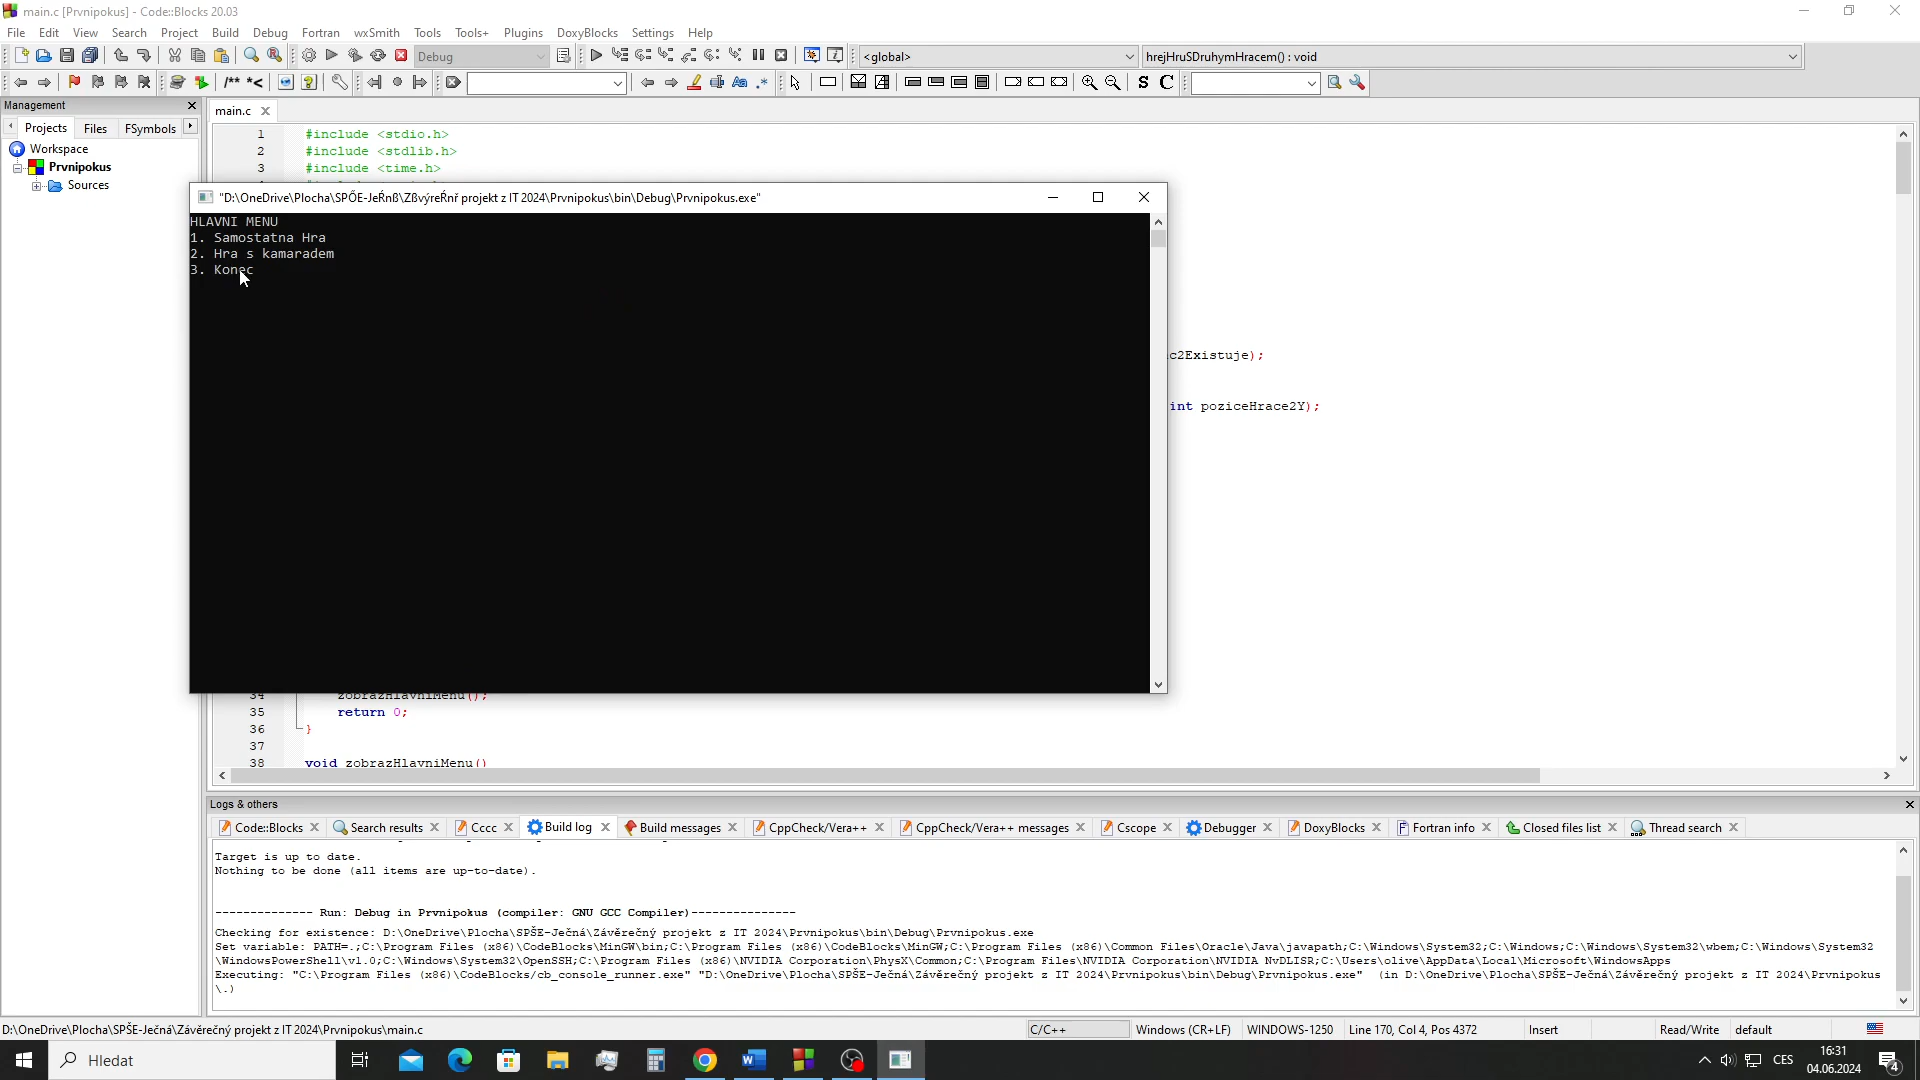 main.c [Prvnipokus] - Code::Blocks 20.03
File Edit View Search Project Build Debug Fortran wxSmith Tools Tools+ Plugins DoxyBlocks Settings Help
Debug
<global>
hrejHruSDruhymHracem() : void
/** *<
Aa .*
S C
Management
main.c
Projects Files FSymbols
Workspace
Prvnipokus
Sources
1 #include <stdio.h>
2 #include <stdlib.h>
3 #include <time.h>
"D:\OneDrive\Plocha\SPŐE-JeŔnß\ZßvýreŔnř projekt z IT 2024\Prvnipokus\bin\Debug\Prvnipokus.exe"
HLAVNI MENU
1. Samostatna Hra
2. Hra s kamaradem
3. Konec
c2Existuje);
int poziceHrace2Y);
34 zobrazHlavniMenu();
35 return 0;
36 }
37
38 void zobrazHlavniMenu()
Logs & others
Code::Blocks Search results Cccc Build log Build messages CppCheck/Vera++ CppCheck/Vera++ messages Cscope Debugger DoxyBlocks Fortran info Closed files list Thread search
Target is up to date.
Nothing to be done (all items are up-to-date).
-------------- Run: Debug in Prvnipokus (compiler: GNU GCC Compiler)---------------
Checking for existence: D:\OneDrive\Plocha\SPŠE-Ječná\Závěrečný projekt z IT 2024\Prvnipokus\bin\Debug\Prvnipokus.exe
Set variable: PATH=.;C:\Program Files (x86)\CodeBlocks\MinGW\bin;C:\Program Files (x86)\CodeBlocks\MinGW;C:\Program Files (x86)\Common Files\Oracle\Java\javapath;C:\Windows\System32;C:\Windows;C:\Windows\System32\wbem;C:\Windows\System32
\WindowsPowerShell\v1.0;C:\Windows\System32\OpenSSH;C:\Program Files (x86)\NVIDIA Corporation\PhysX\Common;C:\Program Files\NVIDIA Corporation\NVIDIA NvDLISR;C:\Users\olive\AppData\Local\Microsoft\WindowsApps
Executing: "C:\Program Files (x86)\CodeBlocks/cb_console_runner.exe" "D:\OneDrive\Plocha\SPŠE-Ječná\Závěrečný projekt z IT 2024\Prvnipokus\bin\Debug\Prvnipokus.exe" (in D:\OneDrive\Plocha\SPŠE-Ječná\Závěrečný projekt z IT 2024\Prvnipokus
\.)
D:\OneDrive\Plocha\SPŠE-Ječná\Závěrečný projekt z IT 2024\Prvnipokus\main.c
C/C++ Windows (CR+LF) WINDOWS-1250 Line 170, Col 4, Pos 4372 Insert Read/Write default
Hledat
CES
16:31
04.06.2024
4